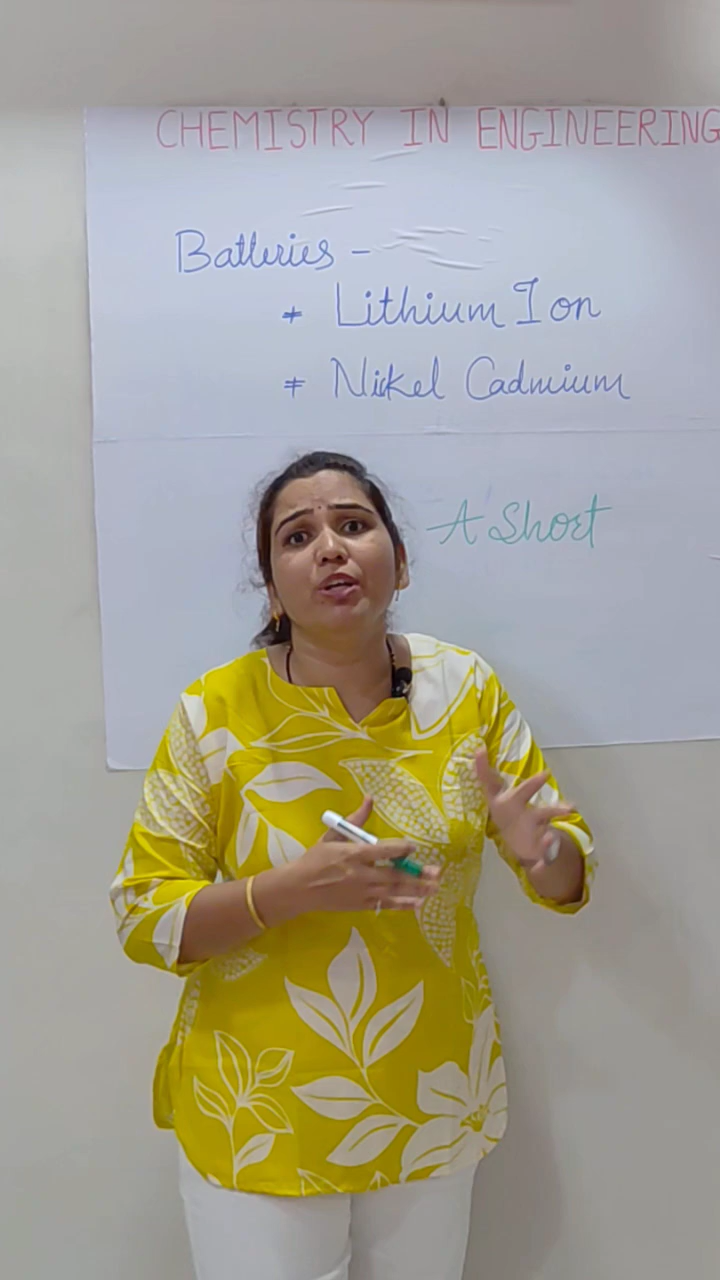 CHEMISTRY IN ENGINEERING
Batteries -
* Lithium Ion
* Nickel Cadmium
A Short